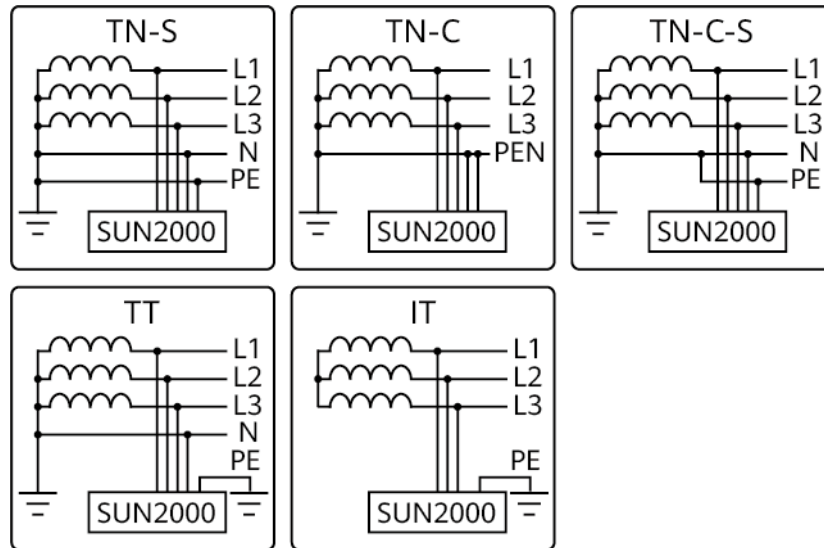 TN-S
L1
L2
L3
N
PE
SUN2000
TN-C
L1
L2
L3
PEN
SUN2000
TN-C-S
L1
L2
L3
N
PE
SUN2000
TT
L1
L2
L3
N
PE
SUN2000
IT
L1
L2
L3
PE
SUN2000